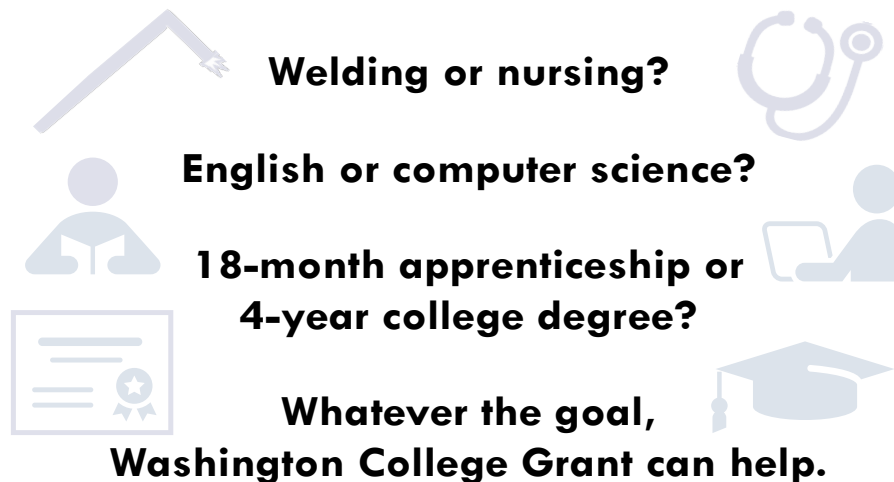 Welding or nursing?
English or computer science?
18-month apprenticeship or
4-year college degree?
Whatever the goal,
Washington College Grant can help.